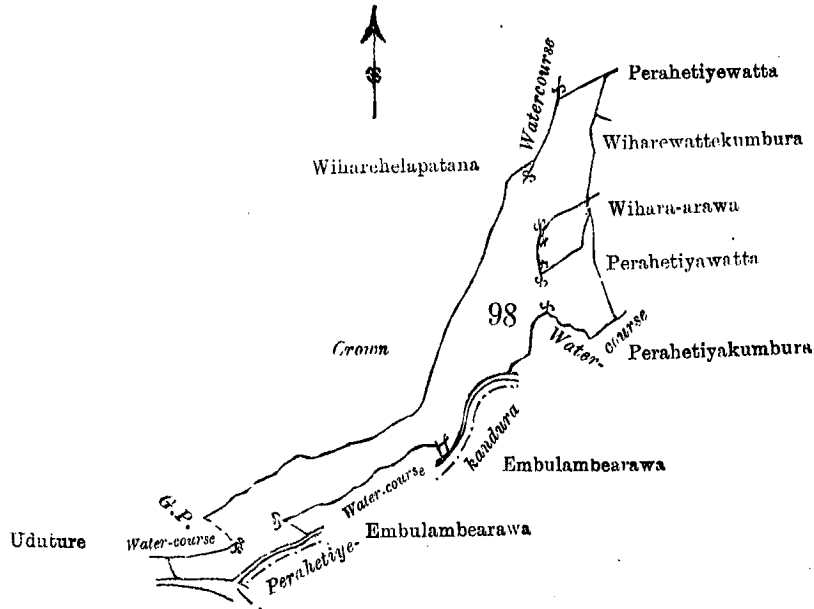 Watercourse
Perahetiyewatta
Wiharewattekumbura
Wiharehelapatana
Wihara-arawa
Perahetiyawatta
98
Water-course
Crown
Perahetiyakumbura
kandura
Embulambearawa
Water-course
G.P.
Uduture
Water-course
Embulambearawa
Perahetiye-